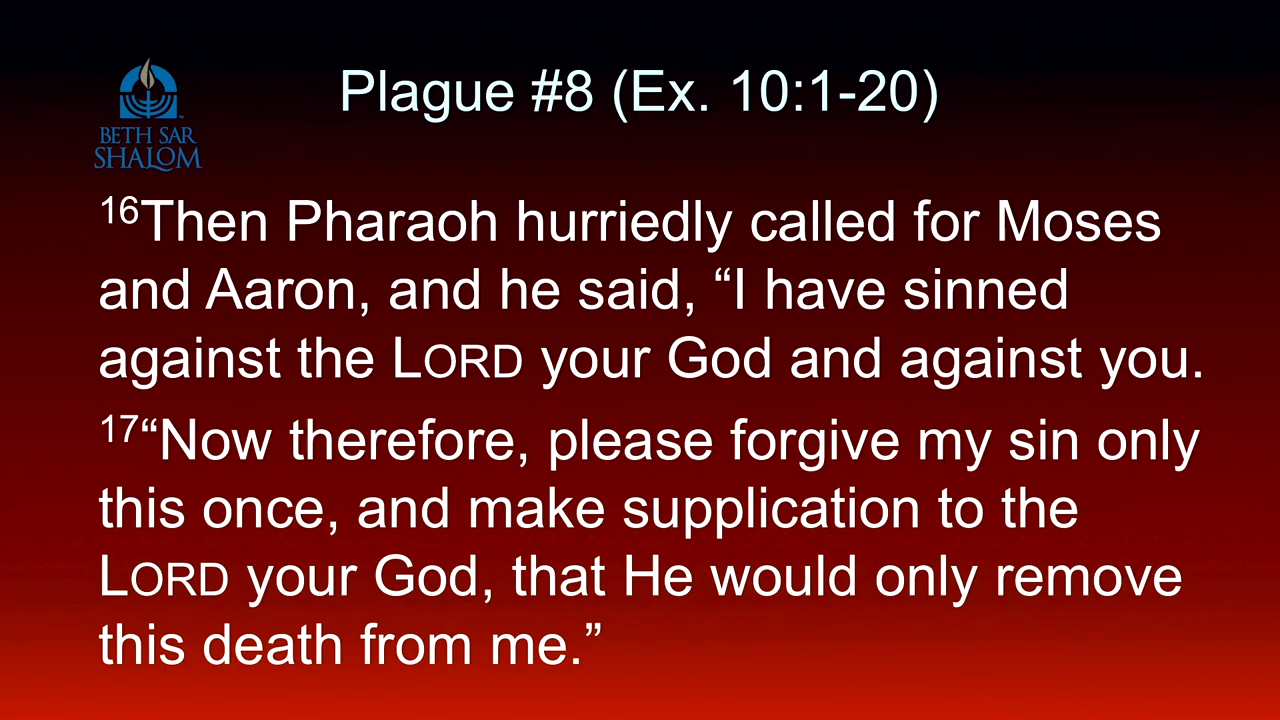 Plague #8 (Ex. 10:1-20)
BETH SAR
SHALOM
16Then Pharaoh hurriedly called for Moses
and Aaron, and he said, “I have sinned
against the LORD your God and against you.
17“Now therefore, please forgive my sin only
this once, and make supplication to the
LORD your God, that He would only remove
this death from me.”